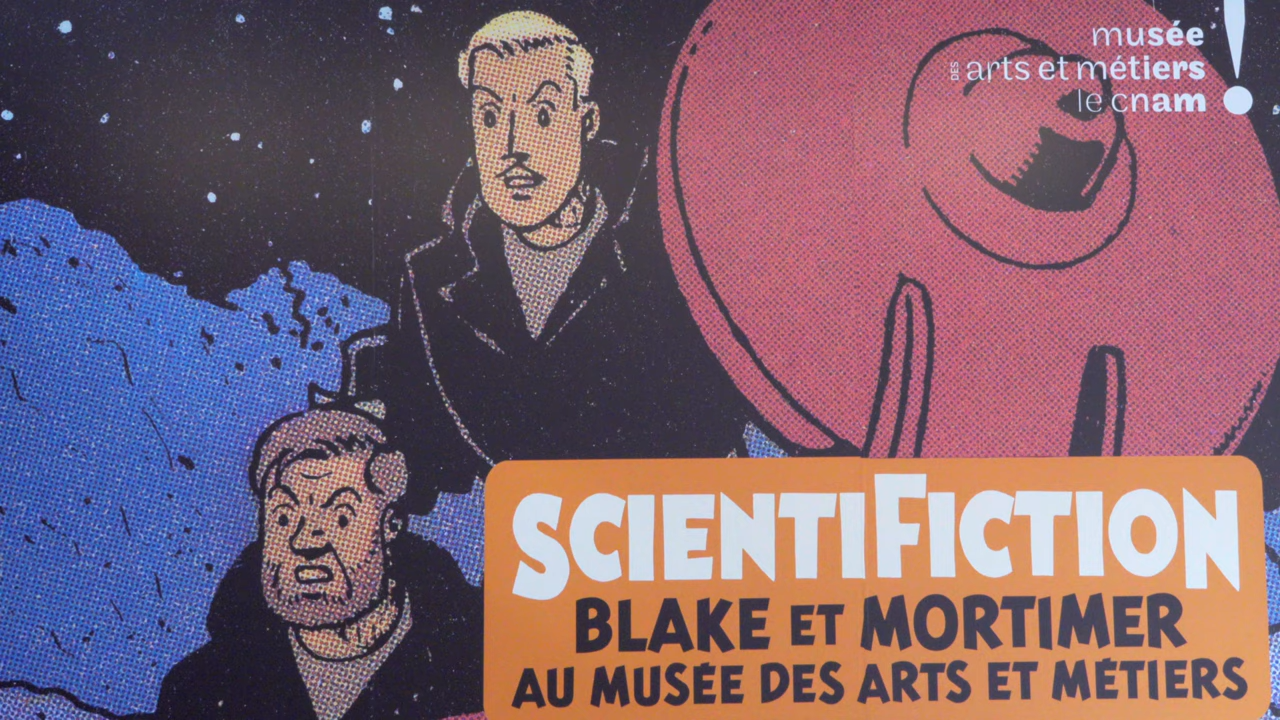 musée
DES arts et métiers
le cnam
SCIENTIFICTION
BLAKE ET MORTIMER
AU MUSÉE DES ARTS ET MÉTIERS